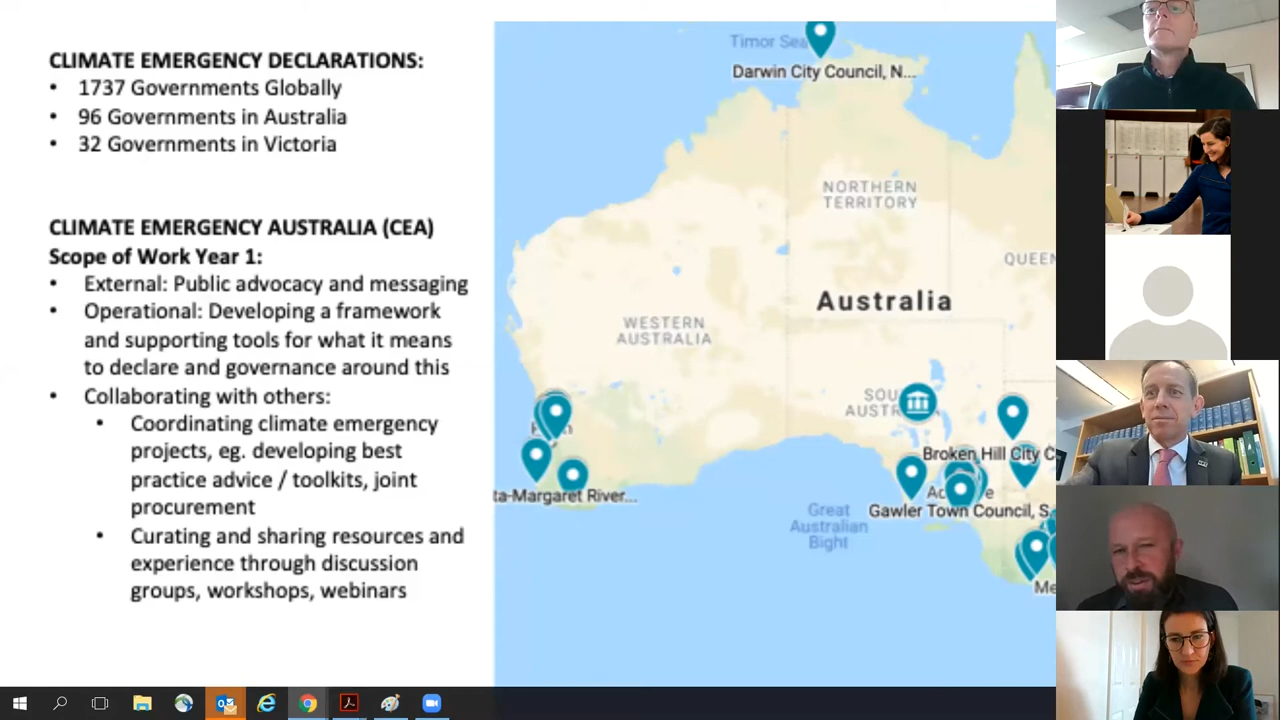 CLIMATE EMERGENCY DECLARATIONS:
• 1737 Governments Globally
• 96 Governments in Australia
• 32 Governments in Victoria
CLIMATE EMERGENCY AUSTRALIA (CEA)
Scope of Work Year 1:
• External: Public advocacy and messaging
• Operational: Developing a framework
and supporting tools for what it means
to declare and governance around this
• Collaborating with others:
• Coordinating climate emergency
projects, eg. developing best
practice advice / toolkits, joint
procurement
• Curating and sharing resources and
experience through discussion
groups, workshops, webinars
Timor Sea
Darwin City Council, N...
NORTHERN
TERRITORY
QUEEN
Australia
WESTERN
AUSTRALIA
SOU
AUSTR
Broken Hill City C
ta-Margaret River...
Gawler Town Council, S
Great
Australian
Bight
Me